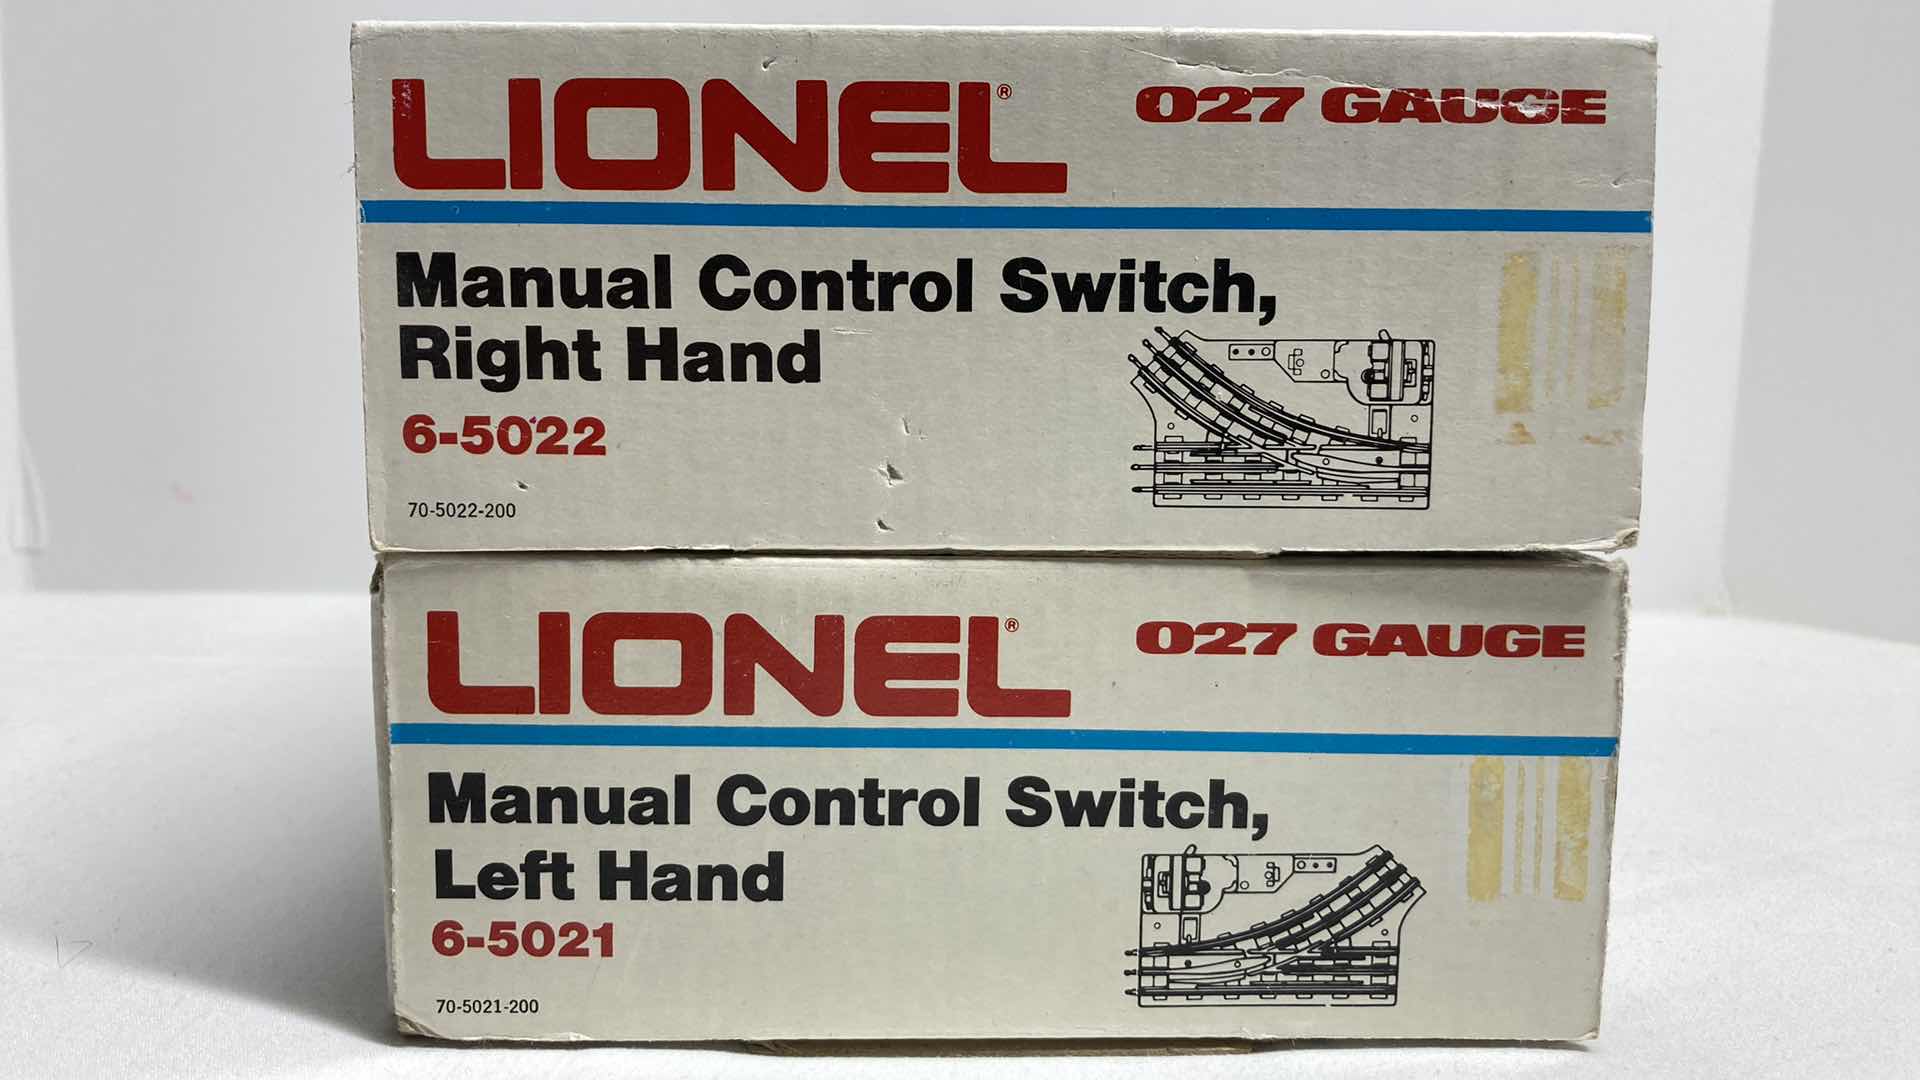 LIONEL®
027 GAUGE
Manual Control Switch,
Right Hand
6-5022
70-5022-200
LIONEL®
027 GAUGE
Manual Control Switch,
Left Hand
6-5021
70-5021-200